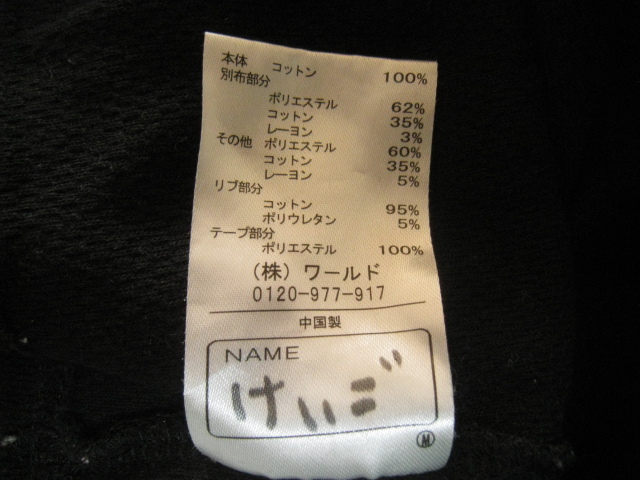 本体 コットン 100%
別布部分
ポリエステル 62%
コットン 35%
レーヨン 3%
その他 ポリエステル 60%
コットン 35%
レーヨン 5%
リブ部分
コットン 95%
ポリウレタン 5%
テープ部分
ポリエステル 100%
(株) ワールド
0120-977-917
中国製
NAME
けいご
M